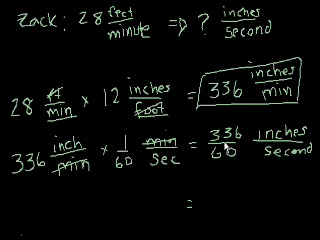 Zack: 28 feet/minute => ? inches/second
28 ft/min × 12 inches/foot = 336 inches/min
336 inch/min × 1/60 min/sec = 336/60 inches/second
=